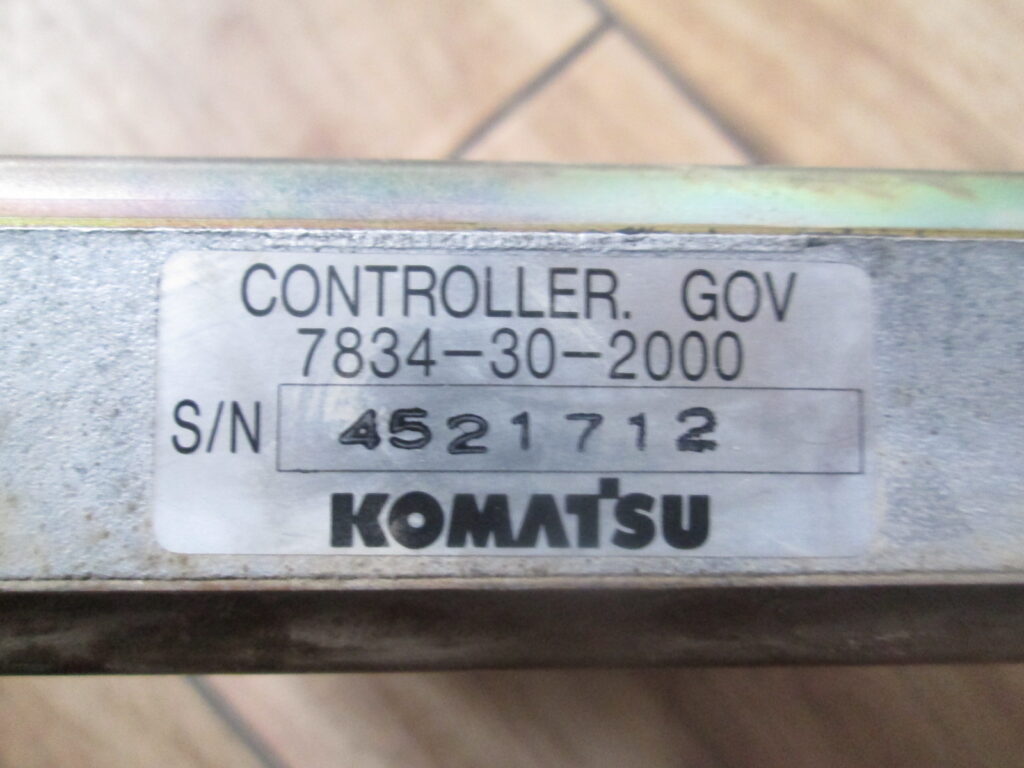 CONTROLLER. GOV
7834-30-2000
S/N 4521712
KOMATSU